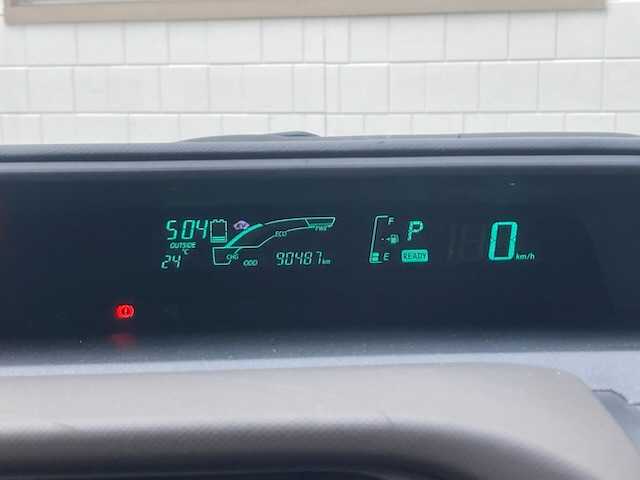 504
OUTSIDE
24°C
ECO
PWR
CHG
ODO 90487km
F
E
P
READY
0 km/h